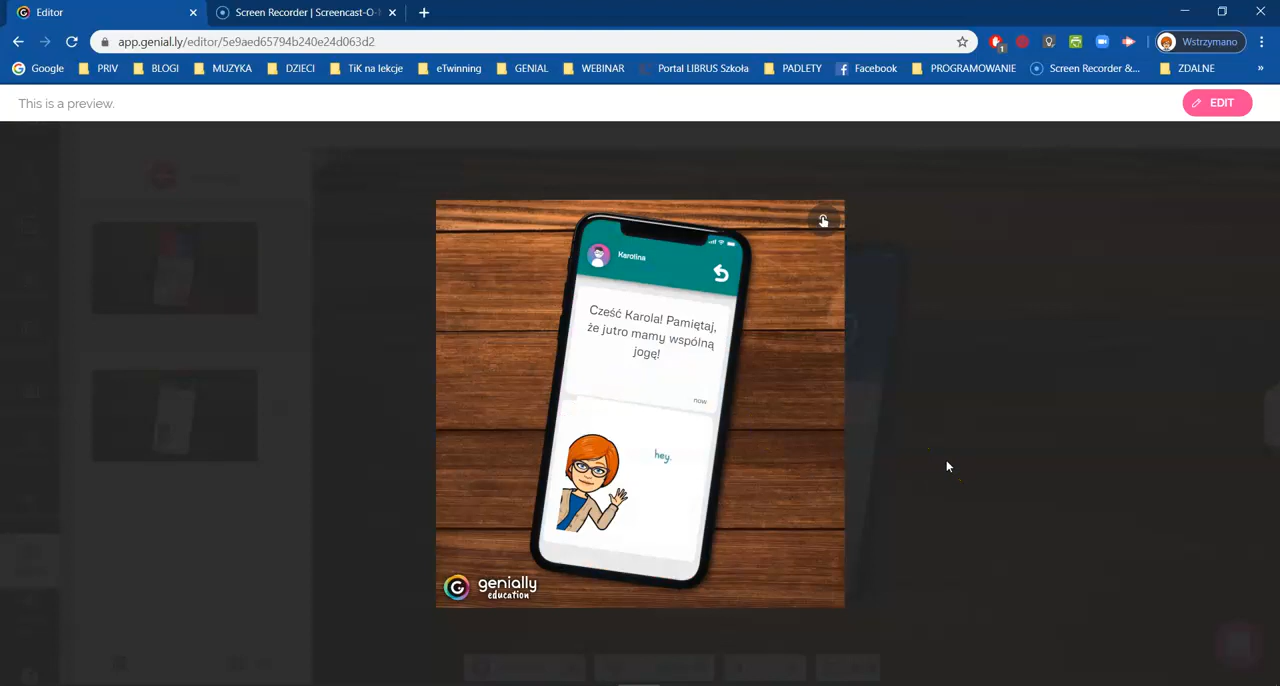 Editor
Screen Recorder | Screencast-O-
app.genial.ly/editor/5e9aed65794b240e24d063d2
1
Wstrzymano
Google
PRIV
BLOGI
MUZYKA
DZIECI
TiK na lekcje
eTwinning
GENIAL
WEBINAR
Portal LIBRUS Szkoła
PADLETY
Facebook
PROGRAMOWANIE
Screen Recorder &...
ZDALNE
»
This is a preview.
EDIT
Karolina
Cześć Karola! Pamiętaj,
że jutro mamy wspólną
jogę!
now
hey.
genially
education